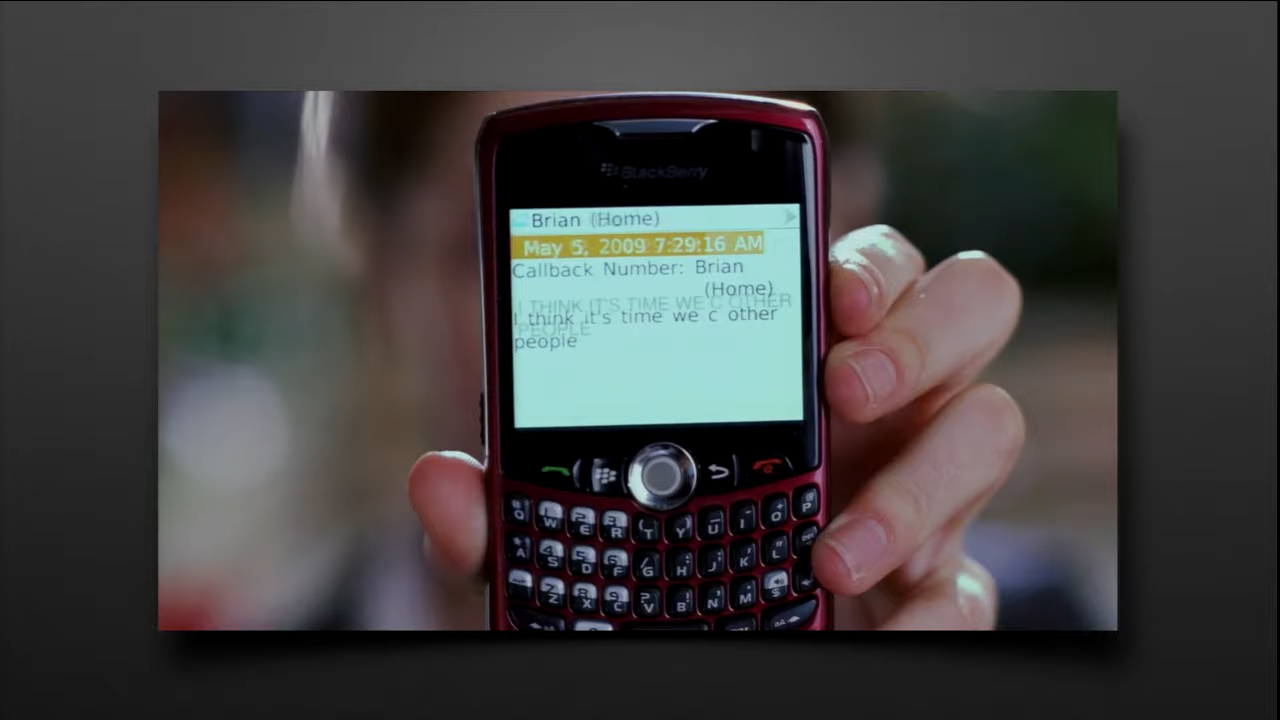 BlackBerry
Brian (Home)
May 5, 2009 7:29:16 AM
Callback Number: Brian
(Home)
I THINK IT'S TIME WE C OTHER
PEOPLE
I think it's time we c other
people
Q W E R T Y U I O P
A S D F G H J K L
Z X C V B N M $